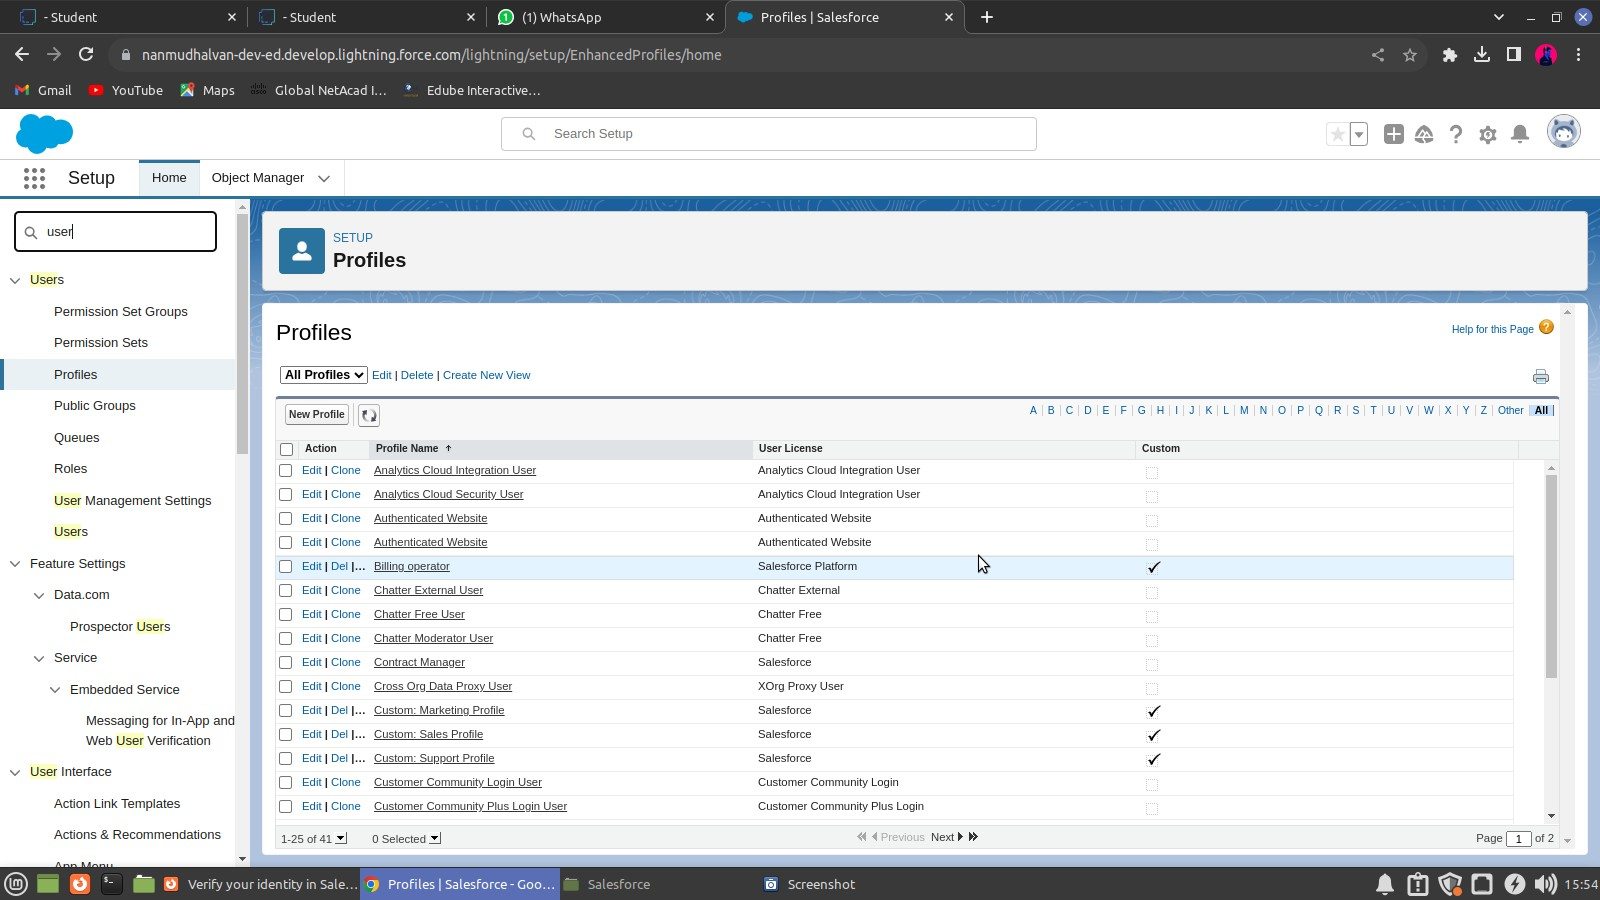 - Student
- Student
(1) WhatsApp
Profiles | Salesforce
nanmudhalvan-dev-ed.develop.lightning.force.com/lightning/setup/EnhancedProfiles/home
Gmail
YouTube
Maps
Global NetAcad I...
Edube Interactive...
Search Setup
Setup
Home
Object Manager
user
Users
Permission Set Groups
Permission Sets
Profiles
Public Groups
Queues
Roles
User Management Settings
Users
Feature Settings
Data.com
Prospector Users
Service
Embedded Service
Messaging for In-App and
Web User Verification
User Interface
Action Link Templates
Actions & Recommendations
App Menu
SETUP
Profiles
Profiles
Help for this Page ?
All Profiles Edit | Delete | Create New View
New Profile
A | B | C | D | E | F | G | H | I | J | K | L | M | N | O | P | Q | R | S | T | U | V | W | X | Y | Z | Other | All |
Action Profile Name User License Custom
Edit | Clone Analytics Cloud Integration User Analytics Cloud Integration User
Edit | Clone Analytics Cloud Security User Analytics Cloud Integration User
Edit | Clone Authenticated Website Authenticated Website
Edit | Clone Authenticated Website Authenticated Website
Edit | Del |... Billing operator Salesforce Platform
Edit | Clone Chatter External User Chatter External
Edit | Clone Chatter Free User Chatter Free
Edit | Clone Chatter Moderator User Chatter Free
Edit | Clone Contract Manager Salesforce
Edit | Clone Cross Org Data Proxy User XOrg Proxy User
Edit | Del |... Custom: Marketing Profile Salesforce
Edit | Del |... Custom: Sales Profile Salesforce
Edit | Del |... Custom: Support Profile Salesforce
Edit | Clone Customer Community Login User Customer Community Login
Edit | Clone Customer Community Plus Login User Customer Community Plus Login
1-25 of 41 0 Selected Previous Next Page 1 of 2
Verify your identity in Sale...
Profiles | Salesforce - Goo...
Salesforce
Screenshot
15:54